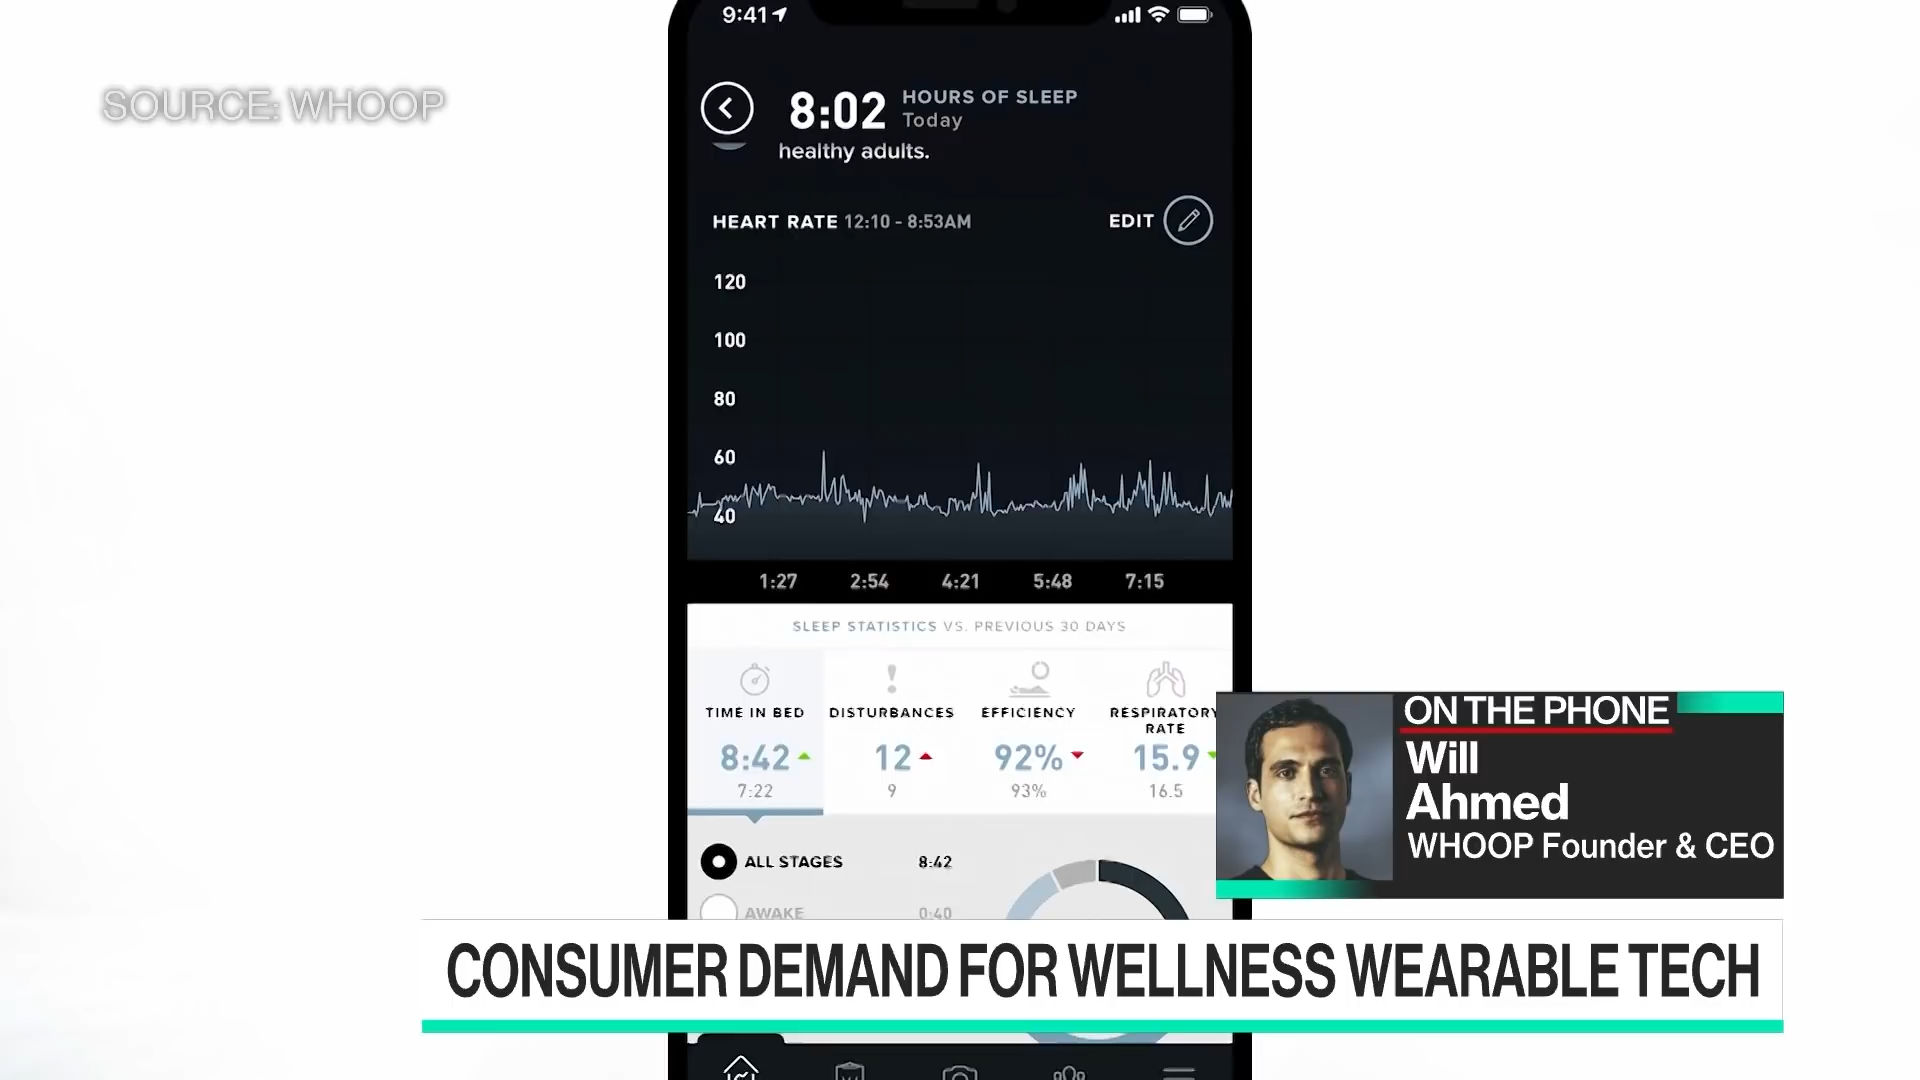 9:41
SOURCE: WHOOP
8:02 HOURS OF SLEEP
Today
healthy adults.
HEART RATE 12:10 - 8:53AM
EDIT
120
100
80
60
40
1:27 2:54 4:21 5:48 7:15
SLEEP STATISTICS VS. PREVIOUS 30 DAYS
TIME IN BED DISTURBANCES EFFICIENCY RESPIRATORY
RATE
8:42 12 92% 15.9
7:22 9 93% 16.5
ALL STAGES 8:42
AWAKE 0:40
ON THE PHONE
Will
Ahmed
WHOOP Founder & CEO
CONSUMER DEMAND FOR WELLNESS WEARABLE TECH